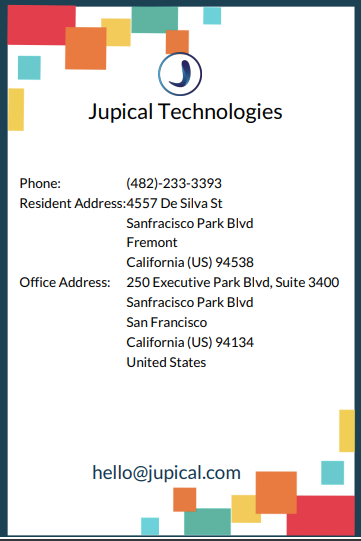 Jupical Technologies
Phone: (482)-233-3393
Resident Address:4557 De Silva St
Sanfracisco Park Blvd
Fremont
California (US) 94538
Office Address: 250 Executive Park Blvd, Suite 3400
Sanfracisco Park Blvd
San Francisco
California (US) 94134
United States
hello@jupical.com